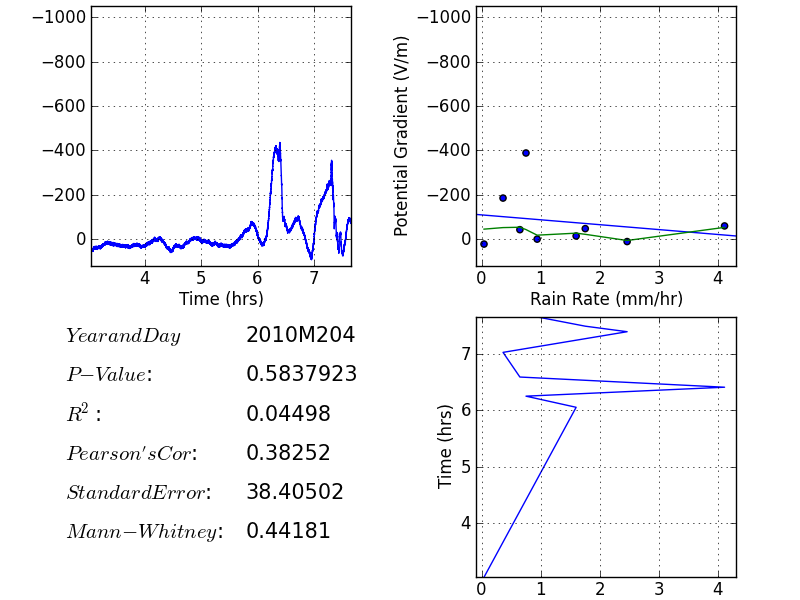 −1000
−800
−600
−400
−200
0
4 5 6 7
Time (hrs)
Potential Gradient (V/m)
−1000
−800
−600
−400
−200
0
0 1 2 3 4
Rain Rate (mm/hr)
YearandDay 2010M204
P−Value: 0.5837923
R² : 0.04498
Pearson'sCor: 0.38252
StandardError: 38.40502
Mann−Whitney: 0.44181
Time (hrs)
7
6
5
4
0 1 2 3 4